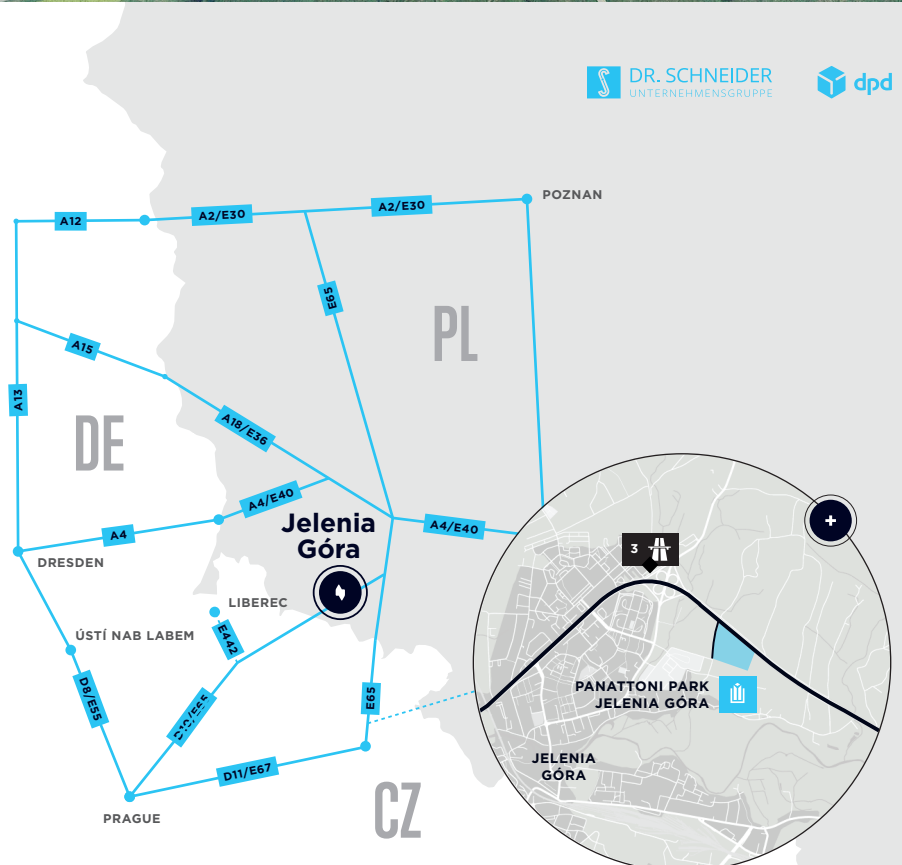 DR. SCHNEIDER
UNTERNEHMENSGRUPPE
dpd
POZNAN
A12
A2/E30
A2/E30
E65
PL
A15
A13
DE
A18/E36
A4/E40
A4
Jelenia
Góra
A4/E40
DRESDEN
3
LIBEREC
E442
ÚSTÍ NAB LABEM
D8/E55
E65
PANATTONI PARK
JELENIA GÓRA
D11/E67
JELENIA
GÓRA
PRAGUE
CZ